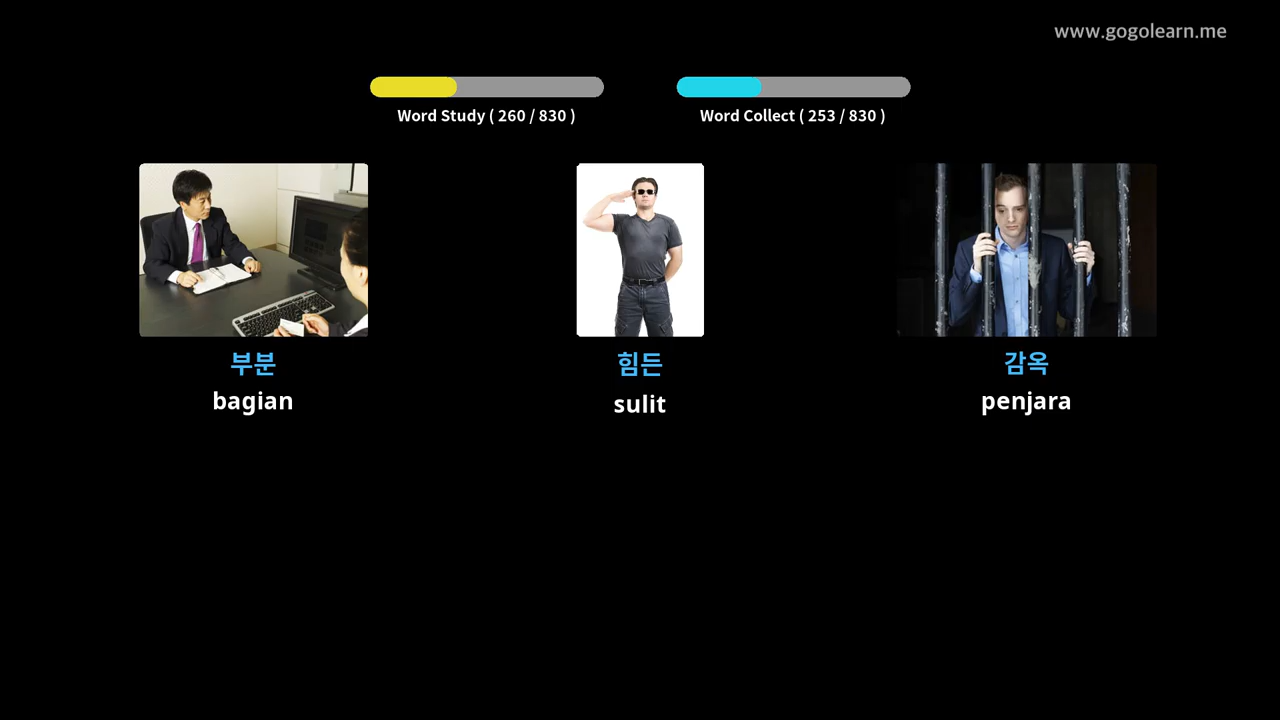 www.gogolearn.me
Word Study ( 260 / 830 )
Word Collect ( 253 / 830 )
부분
힘든
감옥
bagian
sulit
penjara